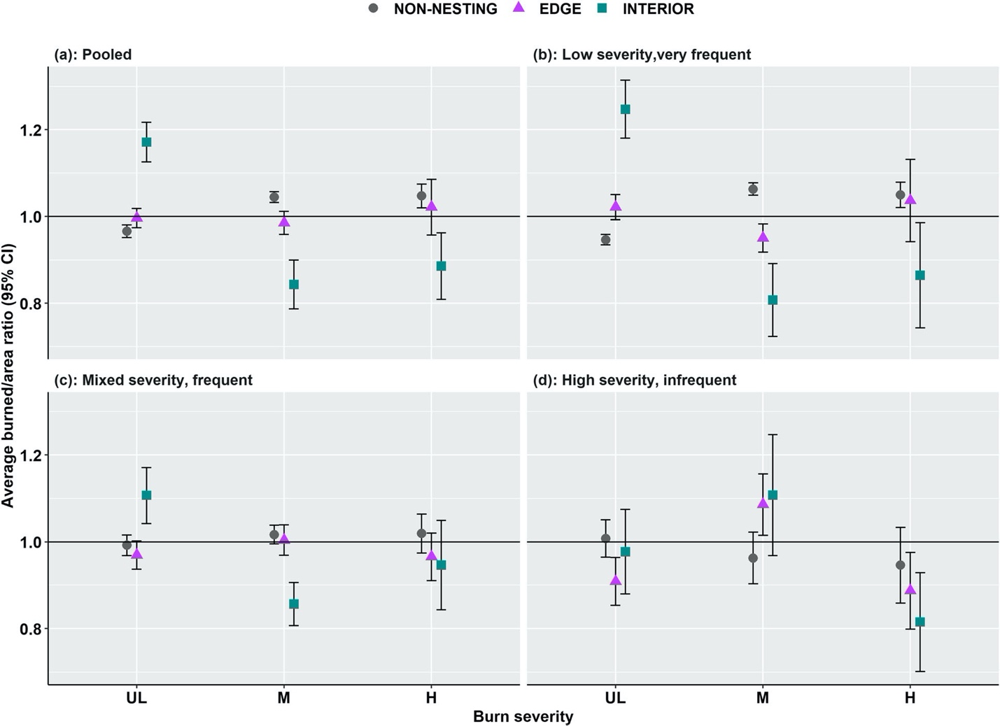 NON-NESTING EDGE INTERIOR
(a): Pooled
(b): Low severity,very frequent
1.2
1.0
0.8
(c): Mixed severity, frequent
(d): High severity, infrequent
1.2
1.0
0.8
Average burned/area ratio (95% CI)
UL M H
UL M H
Burn severity